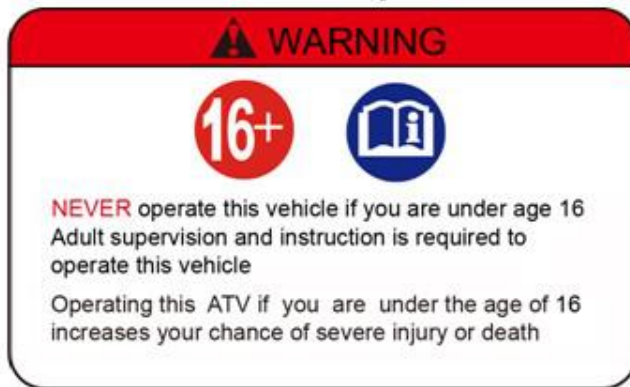 WARNING
16+
i
NEVER operate this vehicle if you are under age 16
Adult supervision and instruction is required to
operate this vehicle
Operating this ATV if you are under the age of 16
increases your chance of severe injury or death